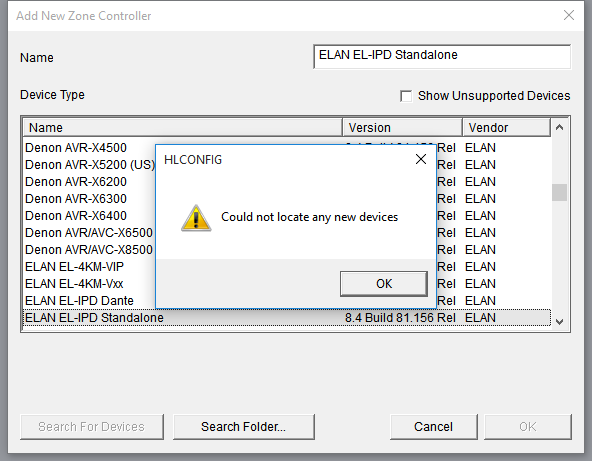 Add New Zone Controller
Name
ELAN EL-IPD Standalone
Device Type
Show Unsupported Devices
Name Version Vendor
Denon AVR-X4500 ELAN
Denon AVR-X5200 (US) Rel ELAN
Denon AVR-X6200 Rel ELAN
Denon AVR-X6300 Rel ELAN
Denon AVR-X6400 Rel ELAN
Denon AVR/AVC-X6500 Rel ELAN
Denon AVR/AVC-X8500 Rel ELAN
ELAN EL-4KM-VIP Rel ELAN
ELAN EL-4KM-Vxx Rel ELAN
ELAN EL-IPD Dante Rel ELAN
ELAN EL-IPD Standalone 8.4 Build 81.156 Rel ELAN
HLCONFIG
Could not locate any new devices
OK
Search For Devices Search Folder... Cancel OK